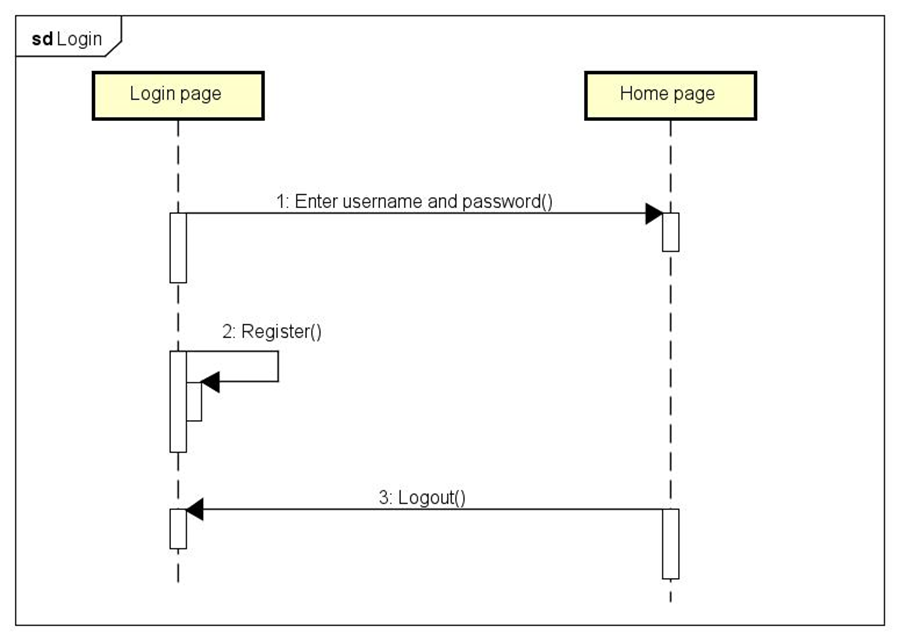 sd Login
Login page
Home page
1: Enter username and password()
2: Register()
3: Logout()